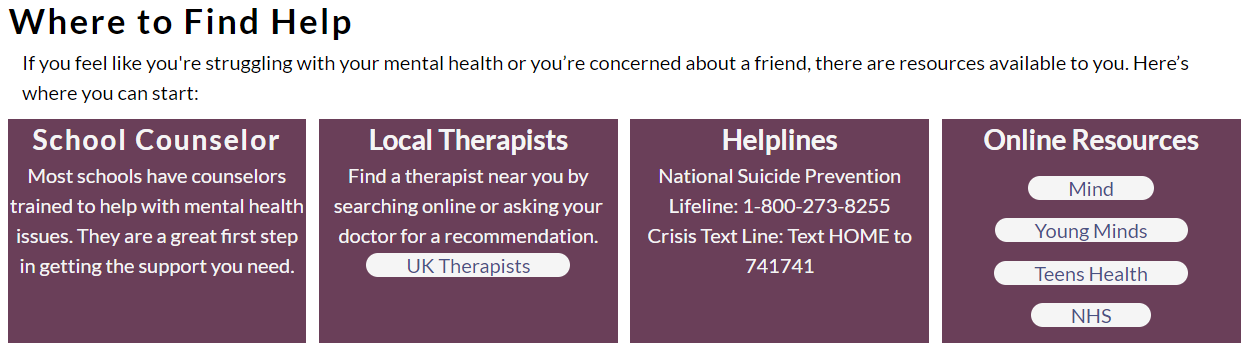 Where to Find Help
If you feel like you're struggling with your mental health or you’re concerned about a friend, there are resources available to you. Here’s
where you can start:
School Counselor
Most schools have counselors
trained to help with mental health
issues. They are a great first step
in getting the support you need.
Local Therapists
Find a therapist near you by
searching online or asking your
doctor for a recommendation.
UK Therapists
Helplines
National Suicide Prevention
Lifeline: 1-800-273-8255
Crisis Text Line: Text HOME to
741741
Online Resources
Mind
Young Minds
Teens Health
NHS